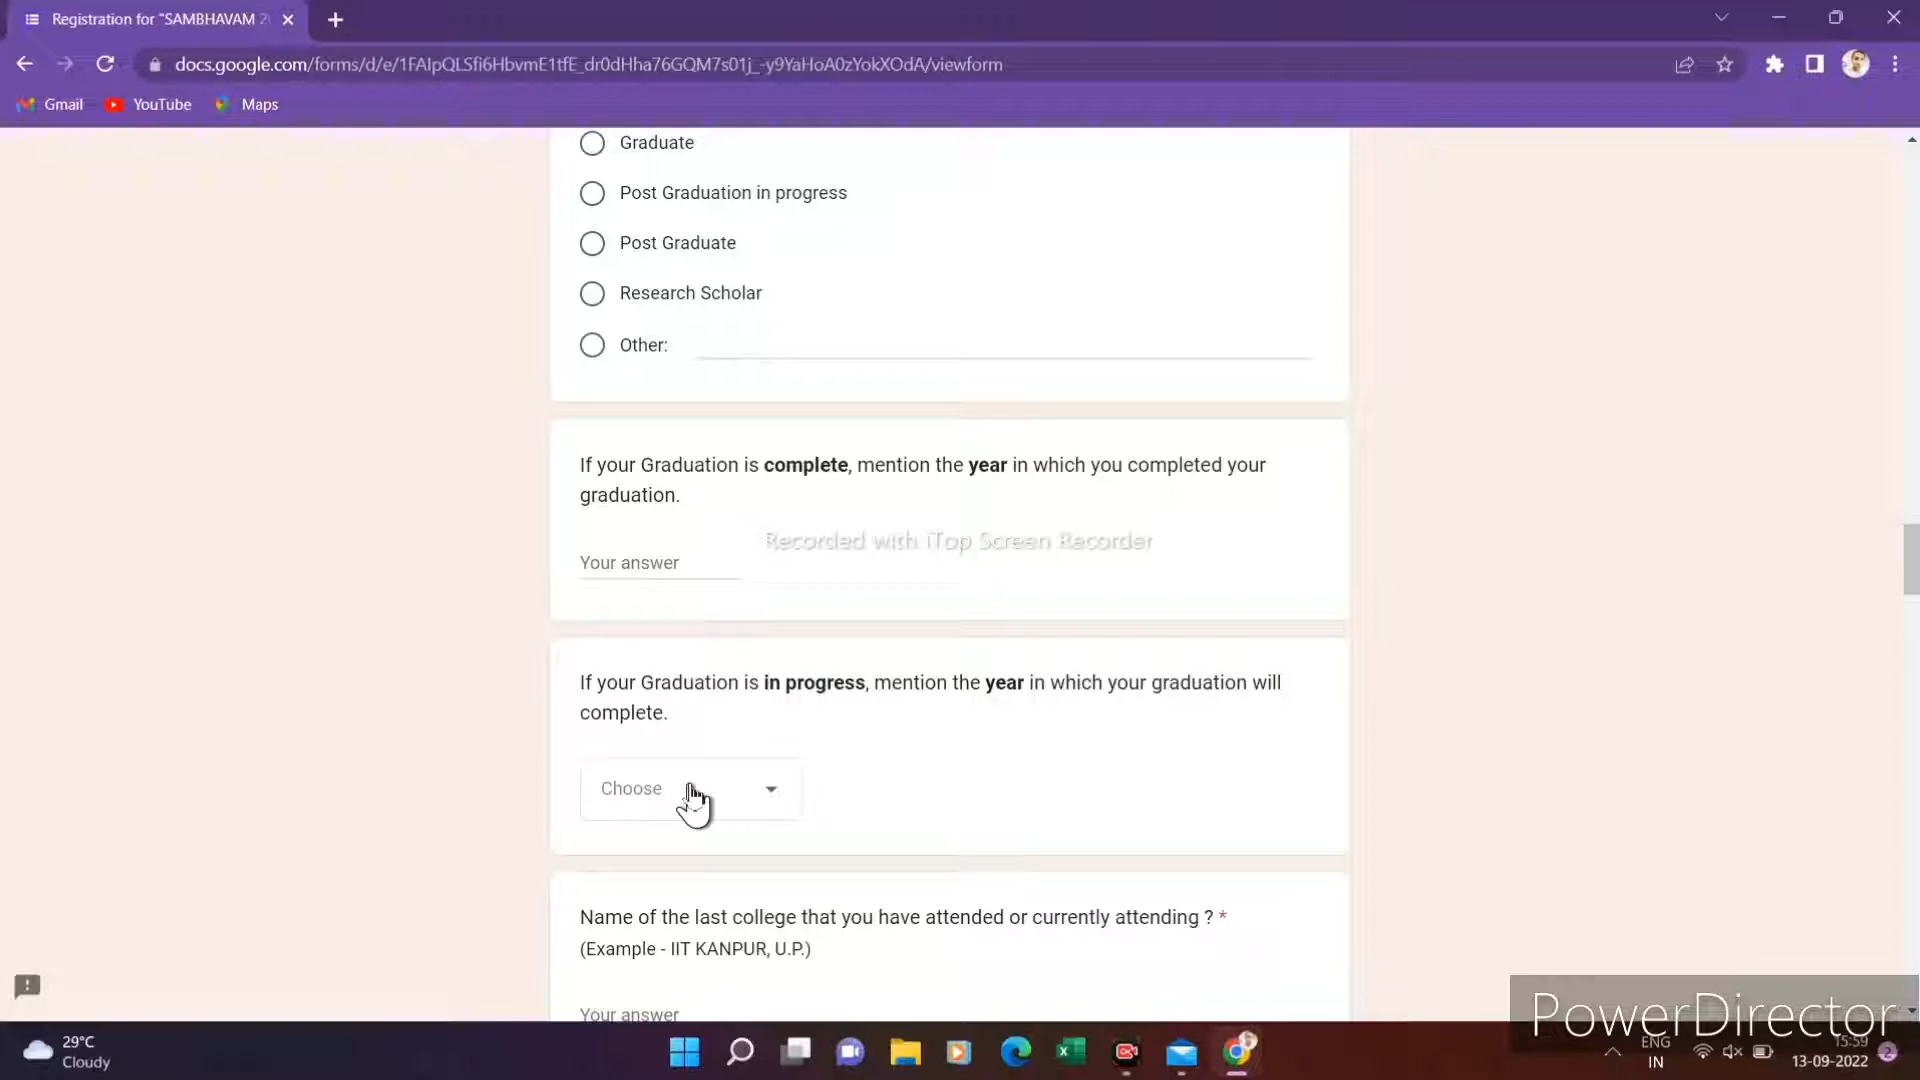 Registration for "SAMBHAVAM 2
docs.google.com/forms/d/e/1FAIpQLSfi6HbvmE1tfE_dr0dHha76GQM7s01j_-y9YaHoA0zYokXOdA/viewform
Gmail YouTube Maps
Graduate
Post Graduation in progress
Post Graduate
Research Scholar
Other:
If your Graduation is complete, mention the year in which you completed your
graduation.
Recorded with iTop Screen Recorder
Your answer
If your Graduation is in progress, mention the year in which your graduation will
complete.
Choose
Name of the last college that you have attended or currently attending ? *
(Example - IIT KANPUR, U.P.)
Your answer
PowerDirector
29°C
Cloudy
ENG
IN
15:59
13-09-2022
2